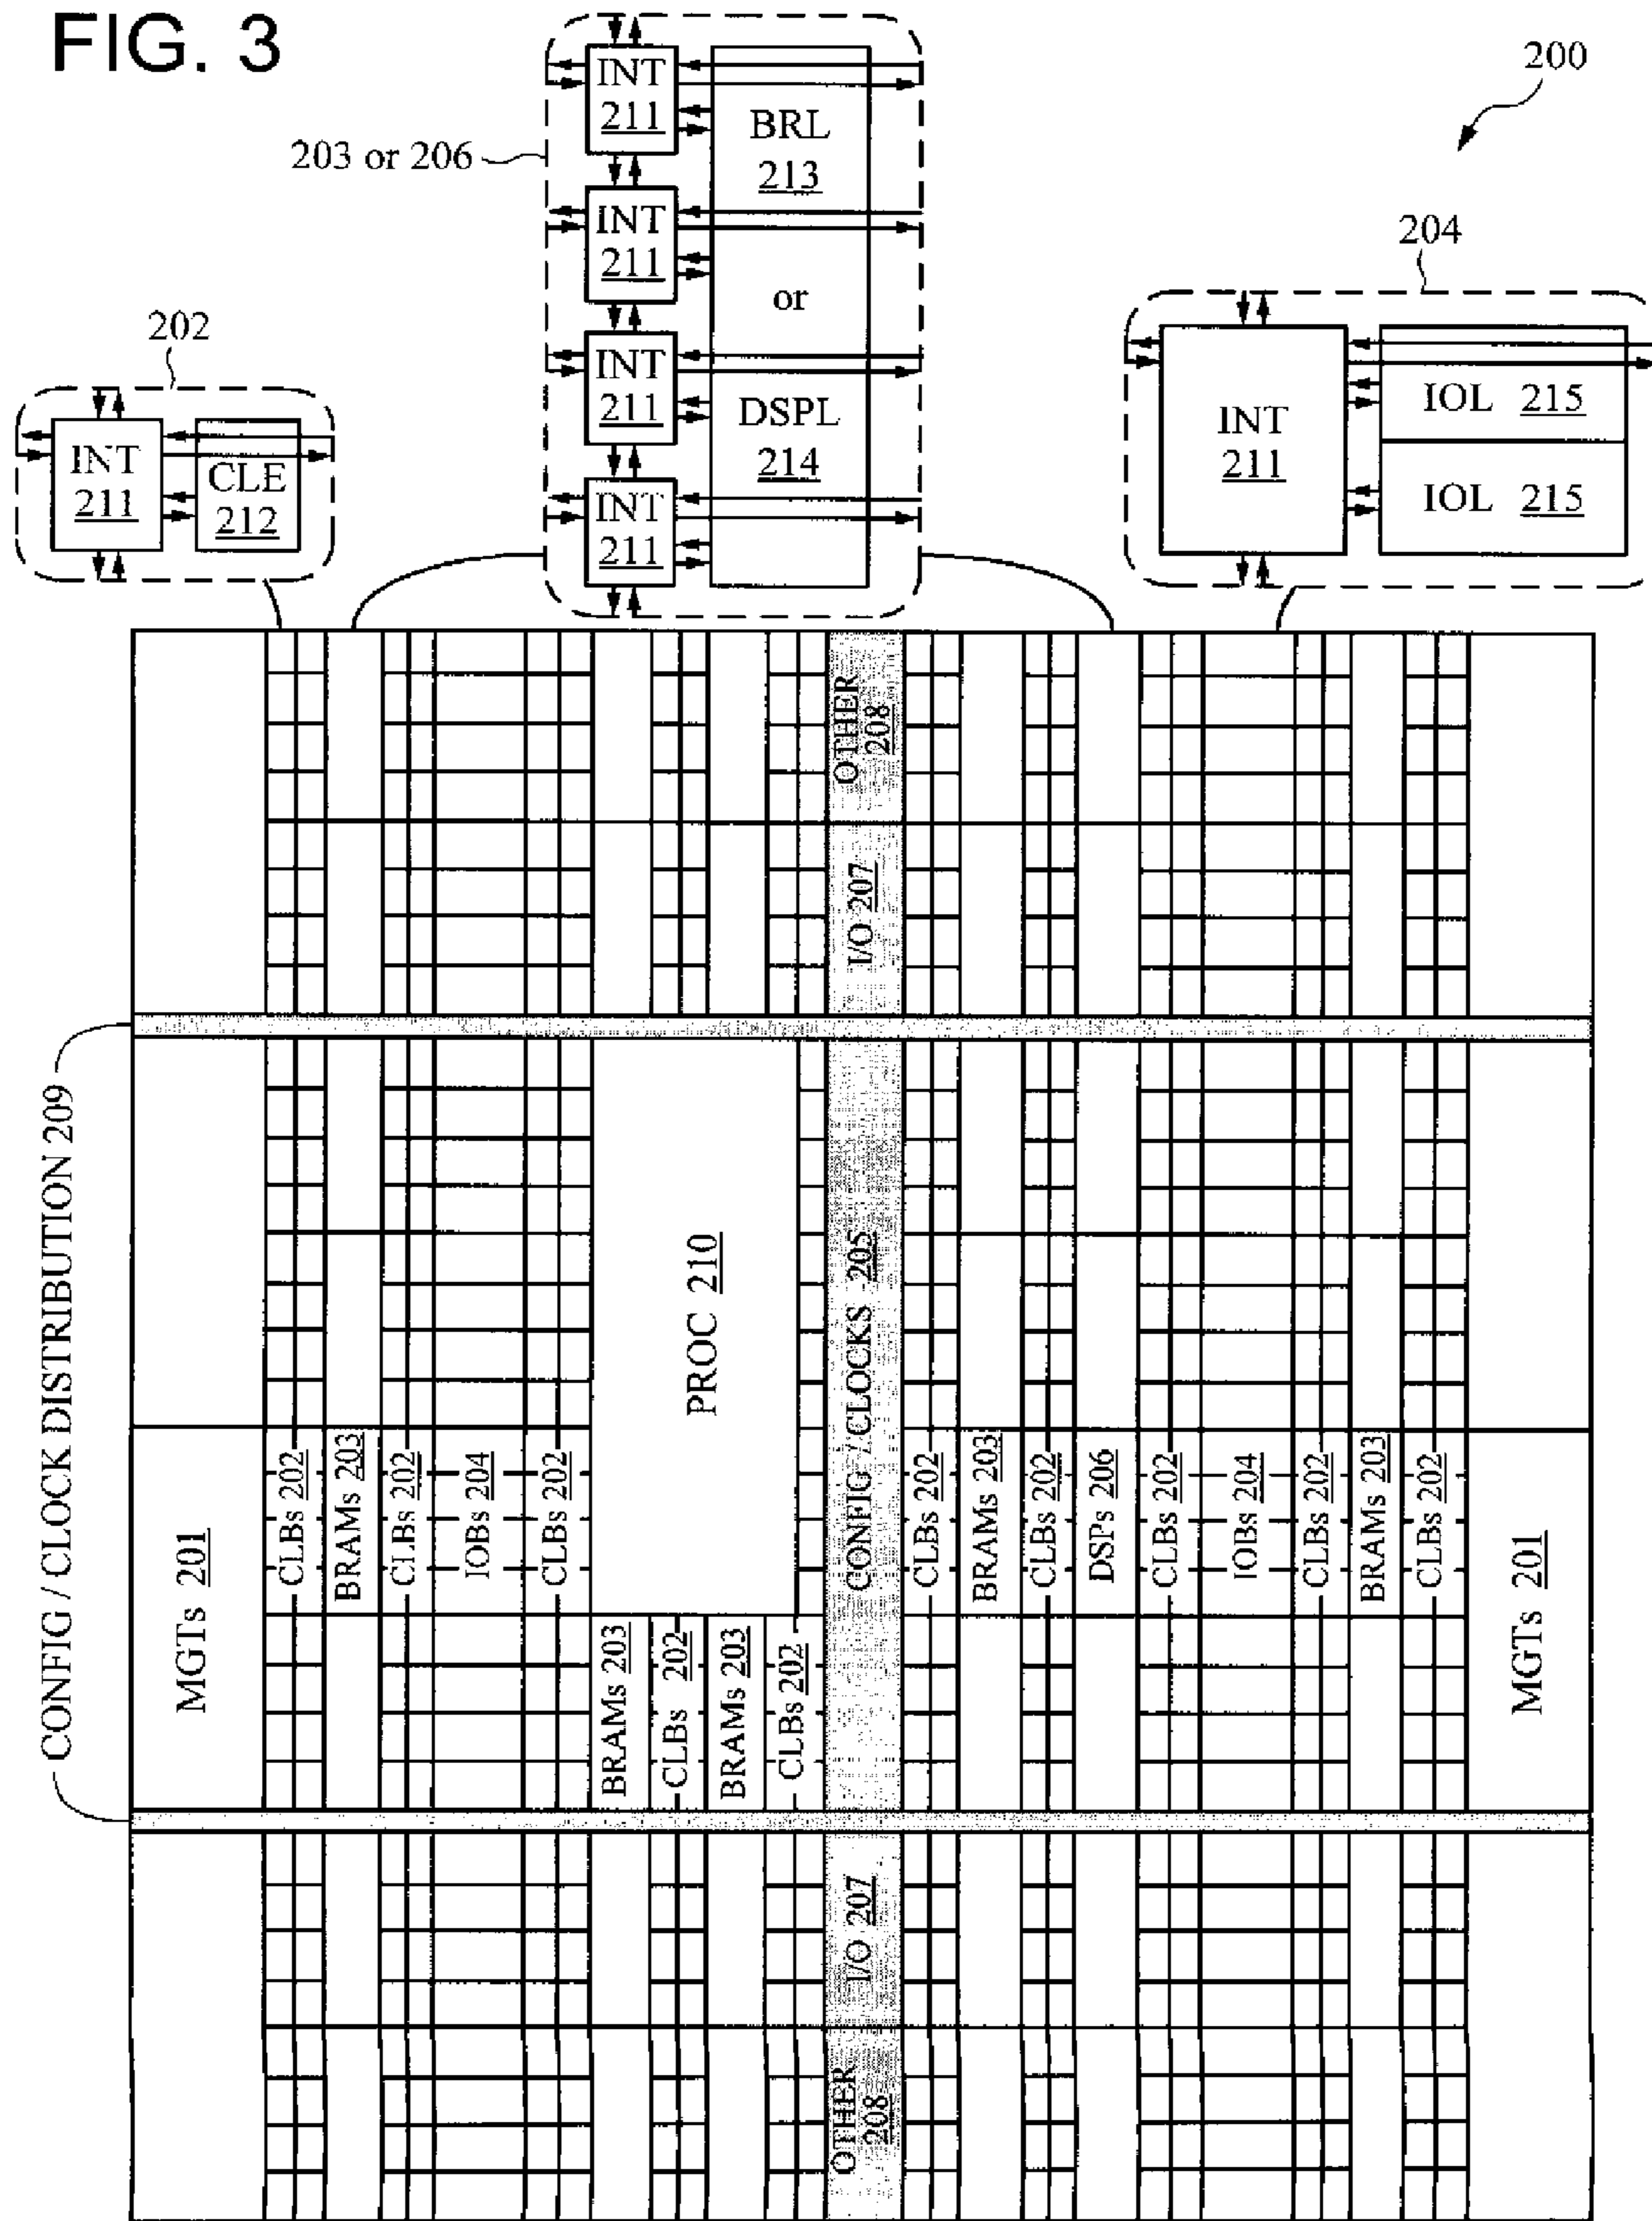 FIG. 3
200
203 or 206
INT
211
INT
211
INT
211
INT
211
BRL
213
or
DSPL
214
202
INT
211
CLE
212
204
INT
211
IOL 215
IOL 215
CONFIG / CLOCK DISTRIBUTION 209
OTHER
208
I/O 207
PROC 210
CONFIG / CLOCKS 205
MGTs 201
CLBs 202
BRAMs 203
CLBs 202
IOBs 204
CLBs 202
BRAMs 203
CLBs 202
BRAMs 203
CLBs 202
CLBs 202
BRAMs 203
CLBs 202
DSPs 206
CLBs 202
IOBs 204
CLBs 202
BRAMs 203
CLBs 202
MGTs 201
I/O 207
OTHER
208